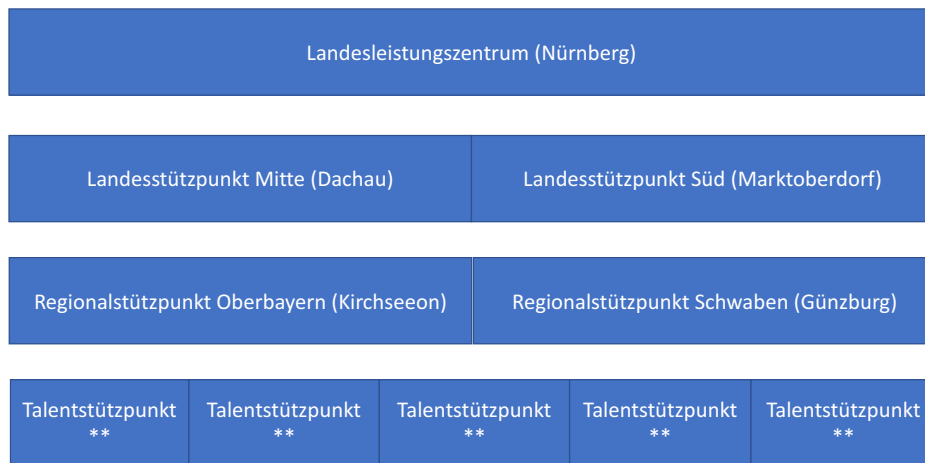 Landesleistungszentrum (Nürnberg)
Landesstützpunkt Mitte (Dachau)
Landesstützpunkt Süd (Marktoberdorf)
Regionalstützpunkt Oberbayern (Kirchseeon)
Regionalstützpunkt Schwaben (Günzburg)
Talentstützpunkt
**
Talentstützpunkt
**
Talentstützpunkt
**
Talentstützpunkt
**
Talentstützpunkt
**